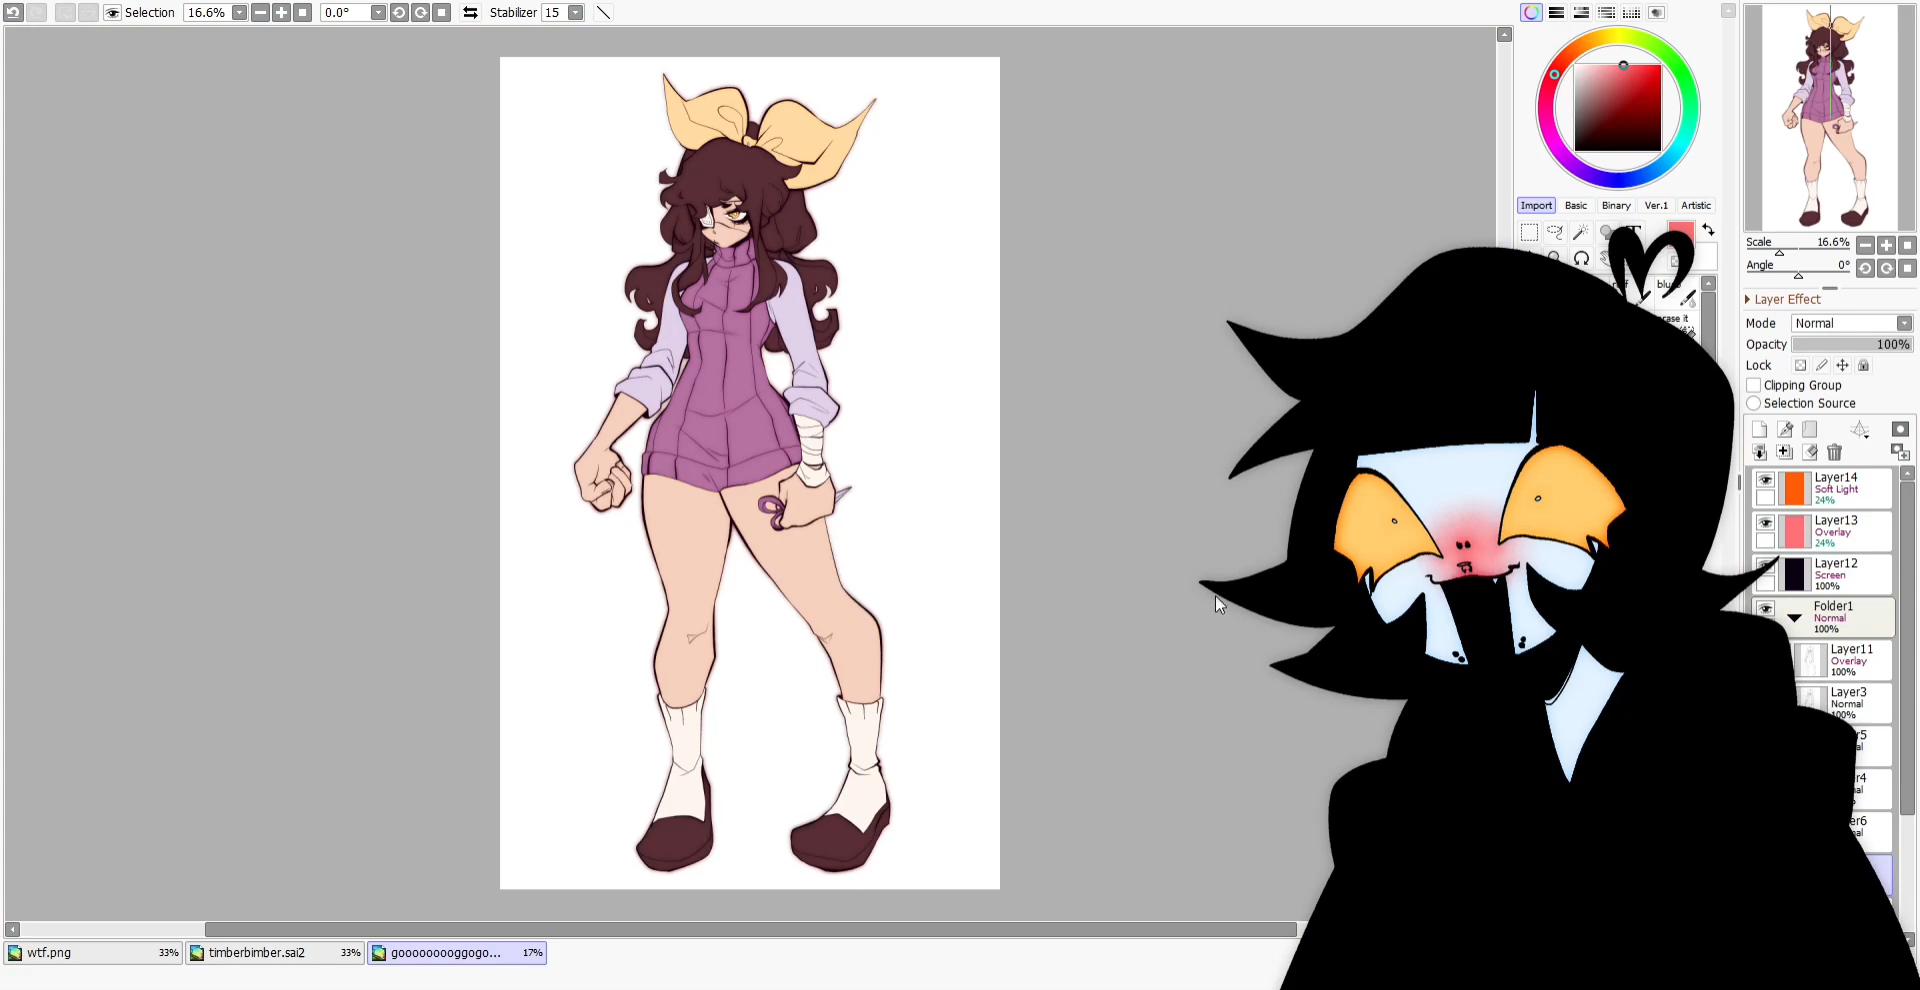 Selection 16.6% 0.0° Stabilizer 15
Import Basic Binary Ver.1 Artistic
T
Scale 16.6%
Angle 0°
Layer Effect
Mode Normal
Opacity 100%
Lock
Clipping Group
Selection Source
Layer14
Soft Light
24%
Layer13
Overlay
24%
Layer12
Screen
100%
Folder1
Normal
100%
Layer11
Overlay
100%
Layer3
Normal
100%
wtf.png 33% timberbimber.sai2 33% gooooooooggogo... 17%